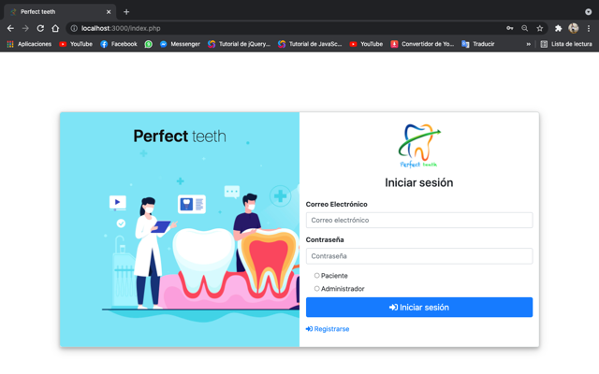 Perfect teeth
localhost:3000/index.php
Aplicaciones YouTube Facebook Messenger Tutorial de jQuery... Tutorial de JavaSc... YouTube Convertidor de Yo... Traducir » Lista de lectura
Perfect teeth
Perfect teeth
Iniciar sesión
Correo Electrónico
Correo electrónico
Contraseña
Contraseña
Paciente
Administrador
Iniciar sesión
Registrarse